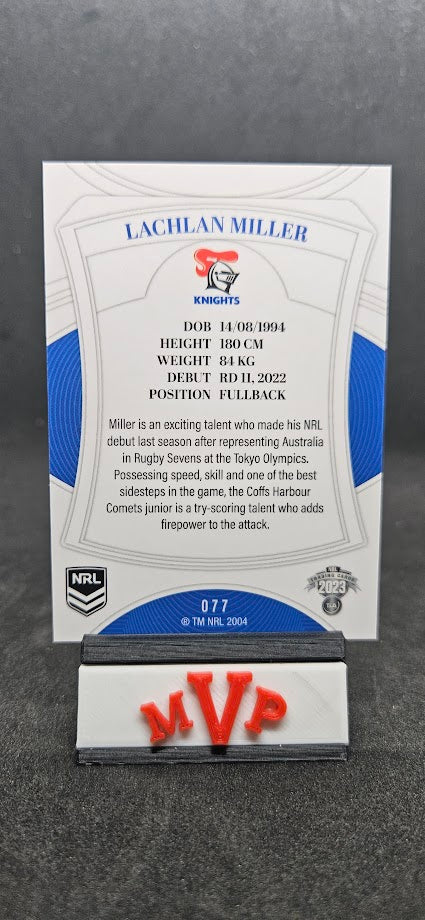 LACHLAN MILLER
KNIGHTS
DOB 14/08/1994
HEIGHT 180 CM
WEIGHT 84 KG
DEBUT RD 11, 2022
POSITION FULLBACK
Miller is an exciting talent who made his NRL
debut last season after representing Australia
in Rugby Sevens at the Tokyo Olympics.
Possessing speed, skill and one of the best
sidesteps in the game, the Coffs Harbour
Comets junior is a try-scoring talent who adds
firepower to the attack.
NRL
NRL
TRADING CARDS
2023
TLA
077
® TM NRL 2004
MVP